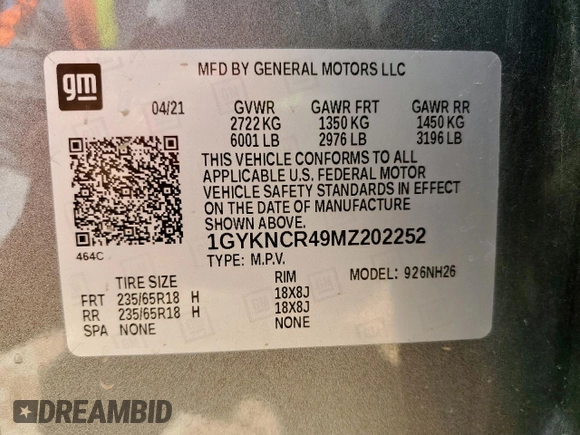 gm
MFD BY GENERAL MOTORS LLC
04/21 GVWR GAWR FRT GAWR RR
2722 KG 1350 KG 1450 KG
6001 LB 2976 LB 3196 LB
THIS VEHICLE CONFORMS TO ALL
APPLICABLE U.S. FEDERAL MOTOR
VEHICLE SAFETY STANDARDS IN EFFECT
ON THE DATE OF MANUFACTURE
SHOWN ABOVE.
464C
1GYKNCR49MZ202252
TYPE: M.P.V.
TIRE SIZE RIM MODEL: 926NH26
FRT 235/65R18 H 18X8J
RR 235/65R18 H 18X8J
SPA NONE NONE
DREAMBID